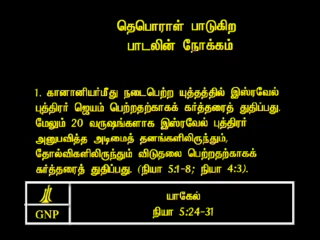 தெபொராள் பாடுகிற
பாடலின் நோக்கம்
1. கானானியர்மீது நடைபெற்ற யுத்தத்தில் இஸ்ரவேல்
புத்திரர் ஜெயம் பெற்றதற்காகக் கர்த்தரைத் துதிப்பது.
மேலும் 20 வருஷங்களாக இஸ்ரவேல் புத்திரர்
அனுபவித்த அடிமைத் தனங்களிலிருந்தும்,
தோல்விகளிலிருந்தும் விடுதலை பெற்றதற்காகக்
கர்த்தரைத் துதிப்பது. (நியா 5:1-8; நியா 4:3).
யாகேல்
GNP
நியா 5:24-31